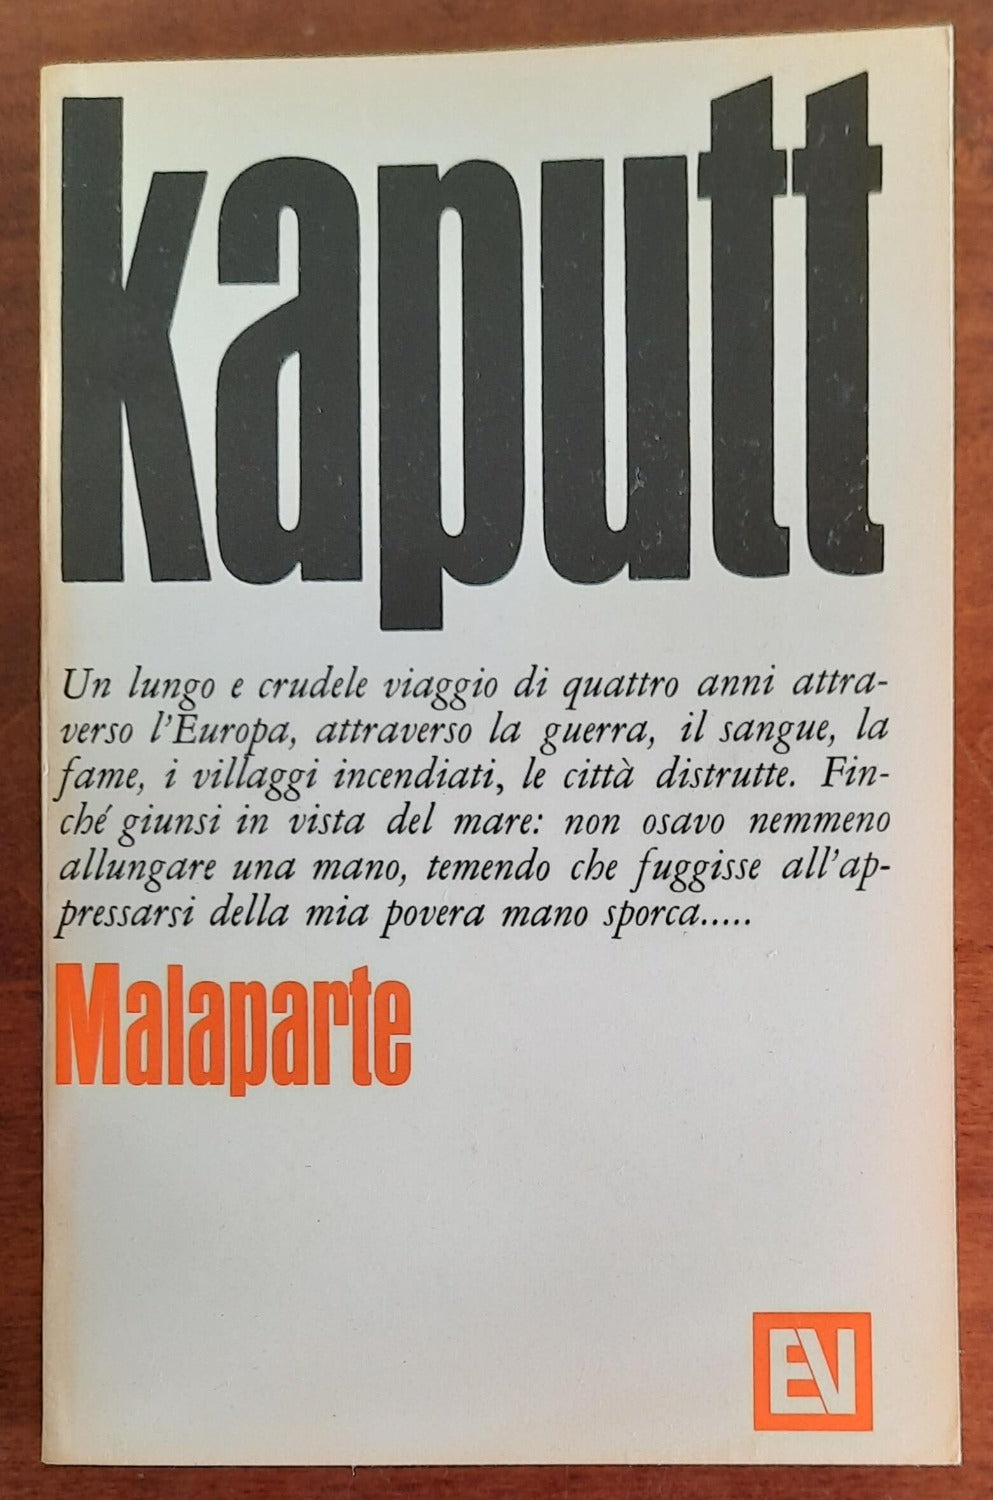 kaputt
Un lungo e crudele viaggio di quattro anni attra-
verso l'Europa, attraverso la guerra, il sangue, la
fame, i villaggi incendiati, le città distrutte. Fin-
ché giunsi in vista del mare: non osavo nemmeno
allungare una mano, temendo che fuggisse all'ap-
pressarsi della mia povera mano sporca.....
Malaparte
EV